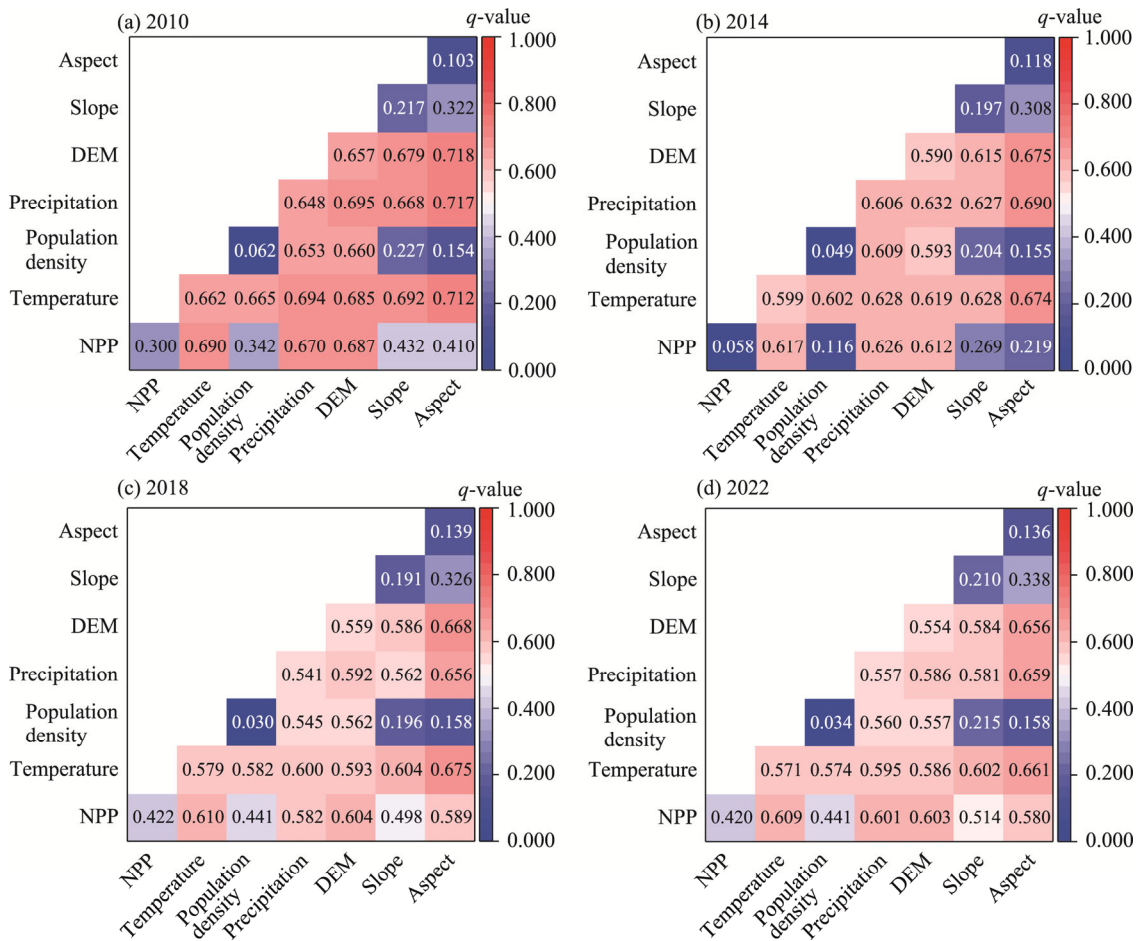 (a) 2010
q-value
Aspect
0.103
Slope
0.217 0.322
DEM
0.657 0.679 0.718
Precipitation
0.648 0.695 0.668 0.717
Population
density
0.062 0.653 0.660 0.227 0.154
Temperature
0.662 0.665 0.694 0.685 0.692 0.712
NPP
0.300 0.690 0.342 0.670 0.687 0.432 0.410
NPP
Temperature
Population
density
Precipitation
DEM
Slope
Aspect
1.000
0.800
0.600
0.400
0.200
0.000
(b) 2014
q-value
Aspect
0.118
Slope
0.197 0.308
DEM
0.590 0.615 0.675
Precipitation
0.606 0.632 0.627 0.690
Population
density
0.049 0.609 0.593 0.204 0.155
Temperature
0.599 0.602 0.628 0.619 0.628 0.674
NPP
0.058 0.617 0.116 0.626 0.612 0.269 0.219
NPP
Temperature
Population
density
Precipitation
DEM
Slope
Aspect
1.000
0.800
0.600
0.400
0.200
0.000
(c) 2018
q-value
Aspect
0.139
Slope
0.191 0.326
DEM
0.559 0.586 0.668
Precipitation
0.541 0.592 0.562 0.656
Population
density
0.030 0.545 0.562 0.196 0.158
Temperature
0.579 0.582 0.600 0.593 0.604 0.675
NPP
0.422 0.610 0.441 0.582 0.604 0.498 0.589
NPP
Temperature
Population
density
Precipitation
DEM
Slope
Aspect
1.000
0.800
0.600
0.400
0.200
0.000
(d) 2022
q-value
Aspect
0.136
Slope
0.210 0.338
DEM
0.554 0.584 0.656
Precipitation
0.557 0.586 0.581 0.659
Population
density
0.034 0.560 0.557 0.215 0.158
Temperature
0.571 0.574 0.595 0.586 0.602 0.661
NPP
0.420 0.609 0.441 0.601 0.603 0.514 0.580
NPP
Temperature
Population
density
Precipitation
DEM
Slope
Aspect
1.000
0.800
0.600
0.400
0.200
0.000